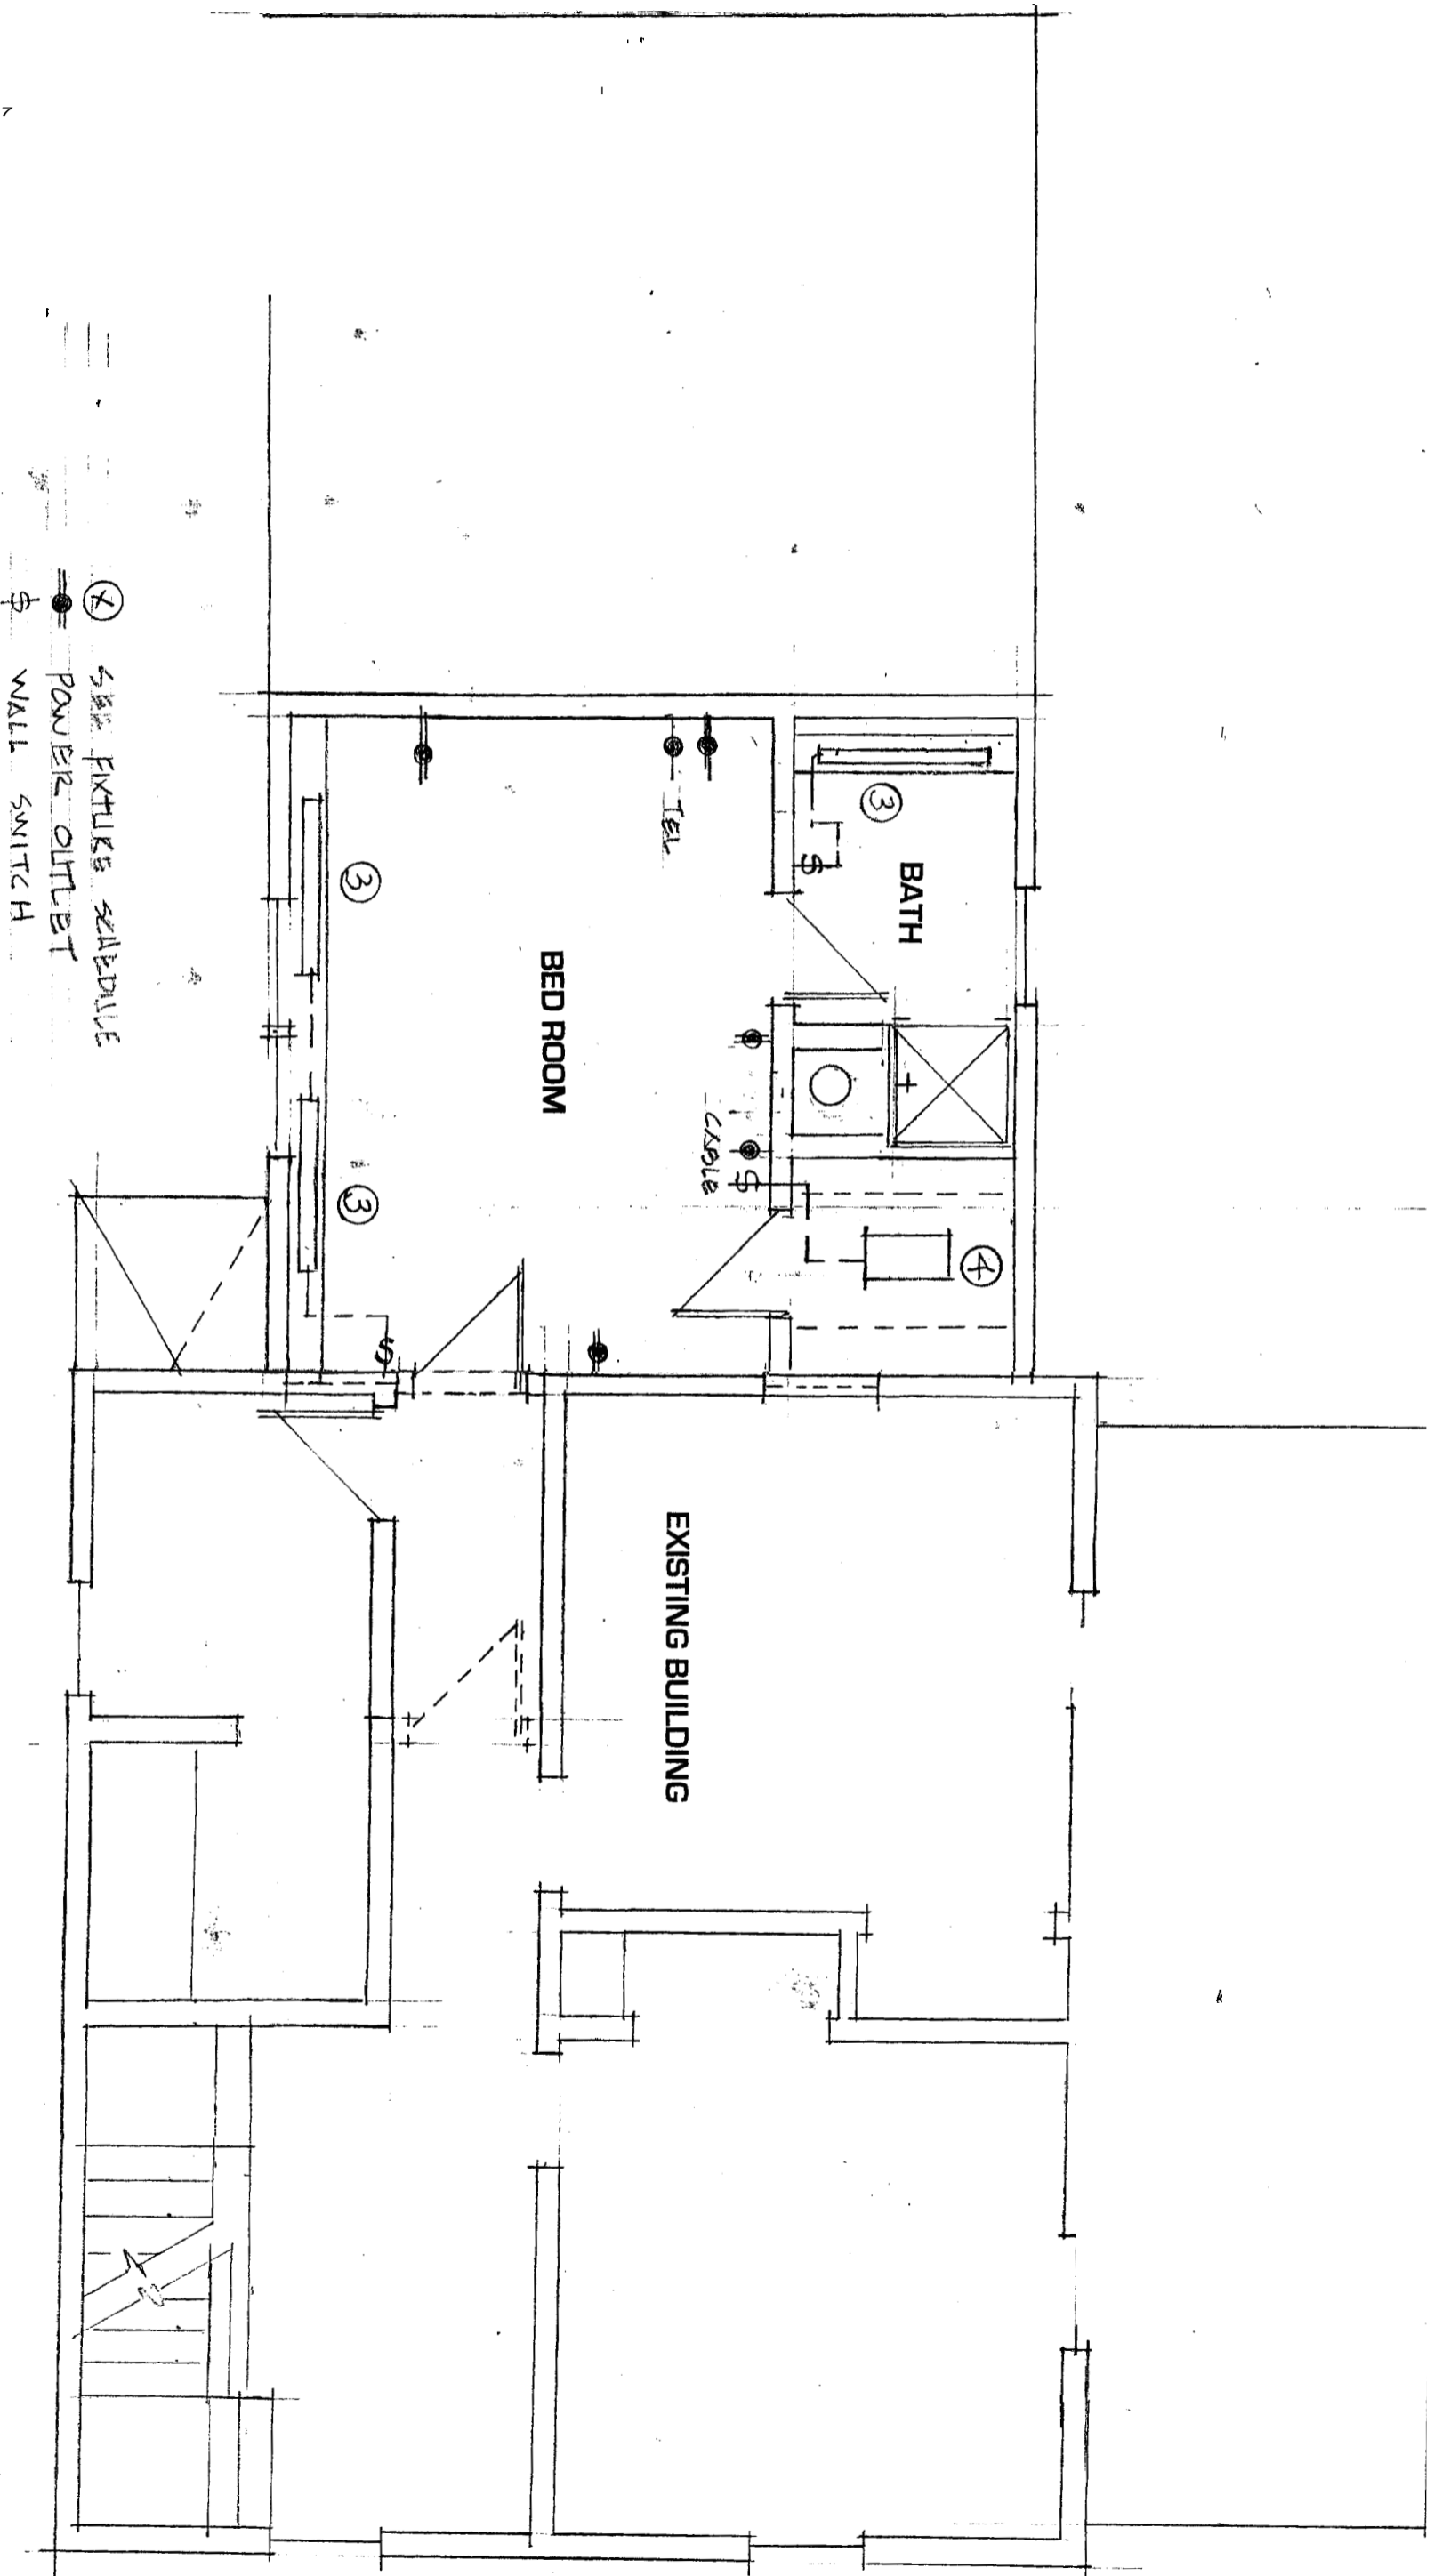 BATH
③
$
BED ROOM
TEL
CABLE
$
④
③
③
$
EXISTING BUILDING
Ⓧ SEE FIXTURE SCHEDULE
POWER OUTLET
$ WALL SWITCH